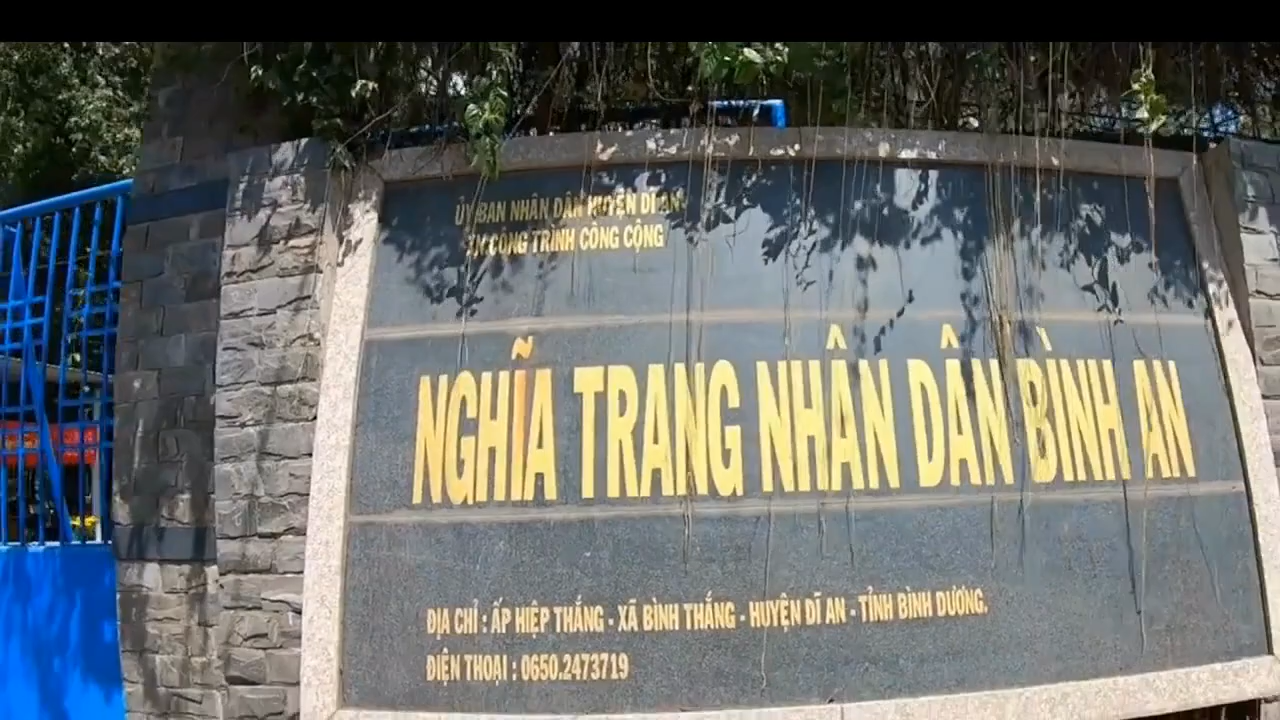 ỦY BAN NHÂN DÂN HUYỆN DĨ AN
XN CÔNG TRÌNH CÔNG CỘNG
NGHĨA TRANG NHÂN DÂN BÌNH AN
ĐỊA CHỈ : ẤP HIỆP THẮNG - XÃ BÌNH THẮNG - HUYỆN DĨ AN - TỈNH BÌNH DƯƠNG.
ĐIỆN THOẠI : 0650.2473719